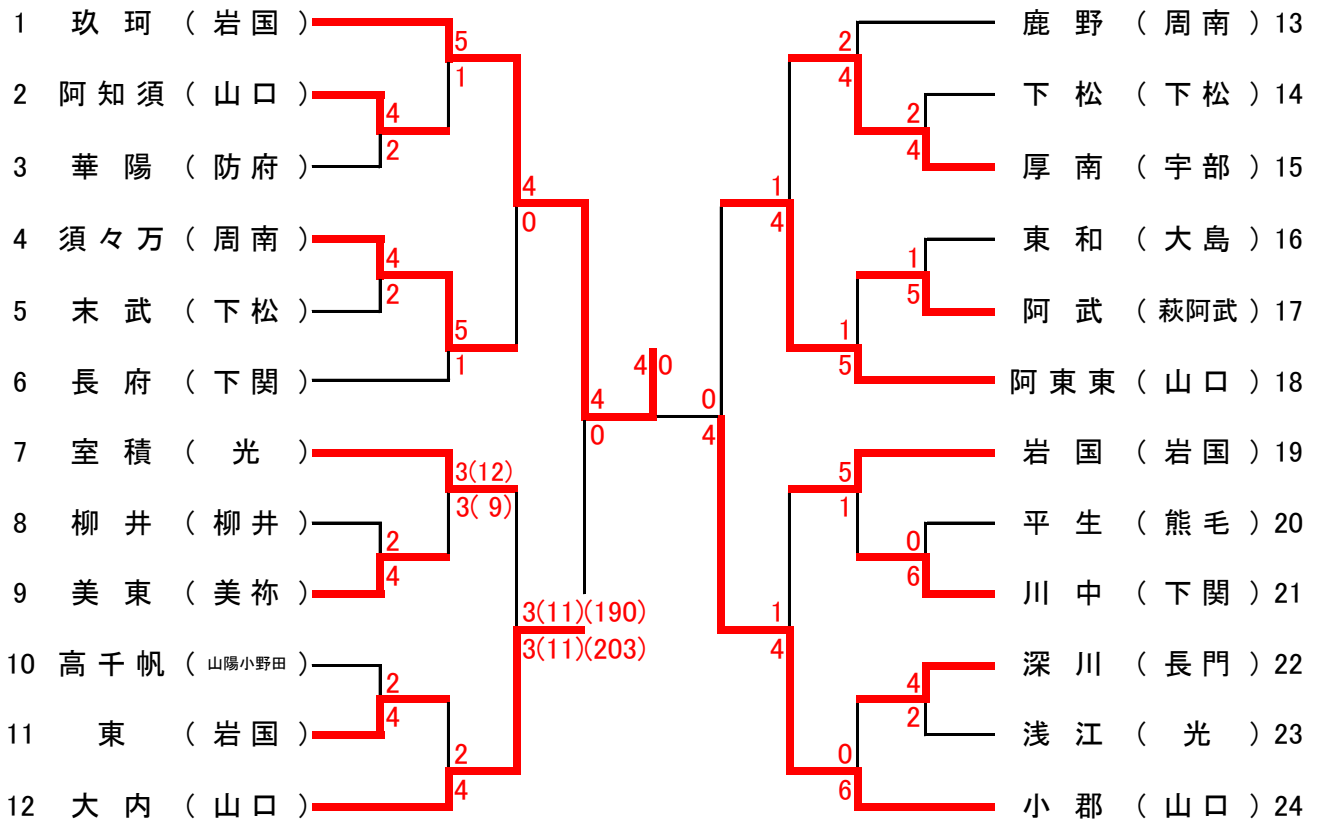 1 玖珂 （岩国）
5
1
2 阿知須 （山口）
4
2
3 華陽 （防府）
4
0
4 須々万 （周南）
4
2
5 末武 （下松）
5
1
6 長府 （下関）
4
0
7 室積 （光）
3(12)
3( 9)
8 柳井 （柳井）
2
4
9 美東 （美祢）
3(11)(190)
3(11)(203)
10 高千帆 （山陽小野田）
2
4
11 東 （岩国）
2
4
12 大内 （山口）
4 0
鹿野 （周南） 13
2
4
下松 （下松） 14
2
4
厚南 （宇部） 15
1
4
東和 （大島） 16
1
5
阿武 （萩阿武） 17
1
5
阿東東 （山口） 18
0
4
岩国 （岩国） 19
5
1
平生 （熊毛） 20
0
6
川中 （下関） 21
1
4
深川 （長門） 22
4
2
浅江 （光） 23
0
6
小郡 （山口） 24